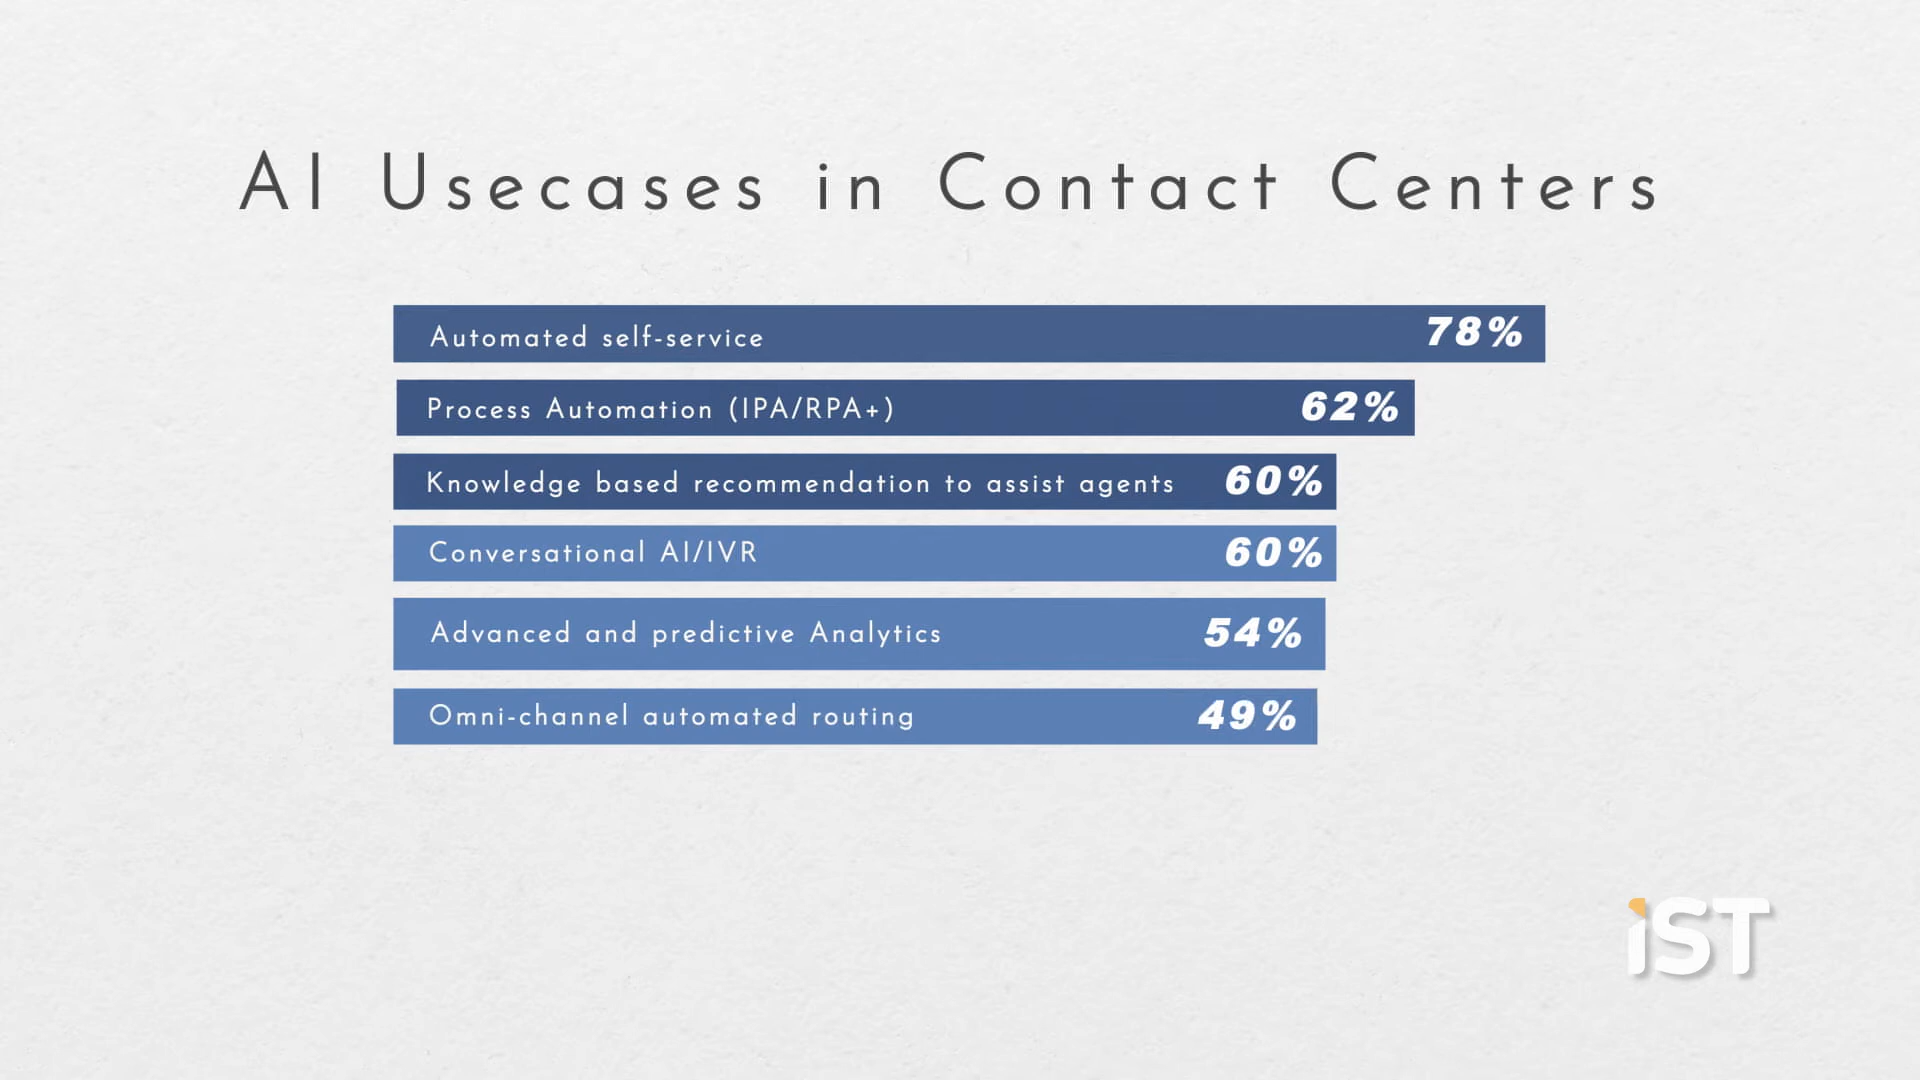 AI Usecases in Contact Centers
Automated self-service 78%
Process Automation (IPA/RPA+) 62%
Knowledge based recommendation to assist agents 60%
Conversational AI/IVR 60%
Advanced and predictive Analytics 54%
Omni-channel automated routing 49%
iST